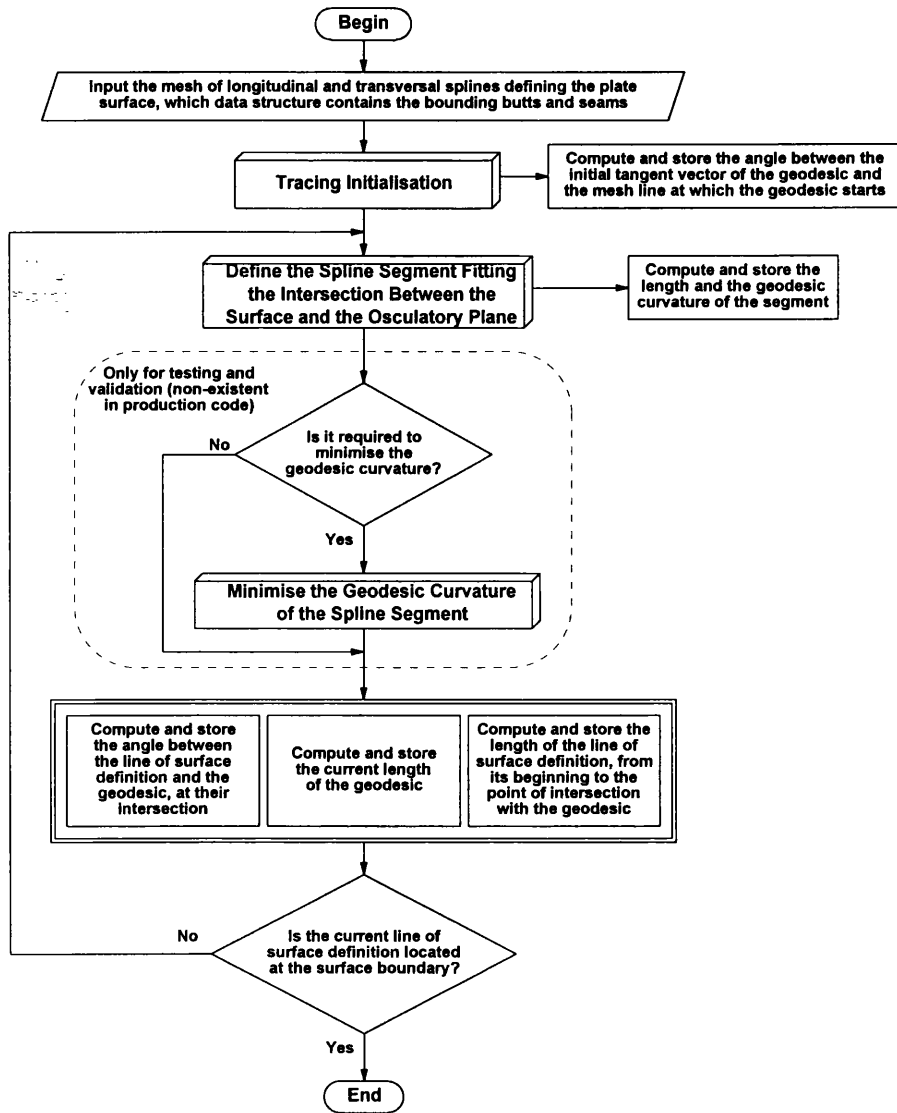 Begin
Input the mesh of longitudinal and transversal splines defining the plate
surface, which data structure contains the bounding butts and seams
Tracing Initialisation
Compute and store the angle between the
initial tangent vector of the geodesic and
the mesh line at which the geodesic starts
Define the Spline Segment Fitting
the Intersection Between the
Surface and the Osculatory Plane
Compute and store the
length and the geodesic
curvature of the segment
Only for testing and
validation (non-existent
in production code)
No
Is it required to
minimise the
geodesic curvature?
Yes
Minimise the Geodesic Curvature
of the Spline Segment
Compute and store
the angle between
the line of surface
definition and the
geodesic, at their
intersection
Compute and store
the current length
of the geodesic
Compute and store the
length of the line of
surface definition, from
its beginning to the
point of intersection
with the geodesic
No
Is the current line of
surface definition located
at the surface boundary?
Yes
End